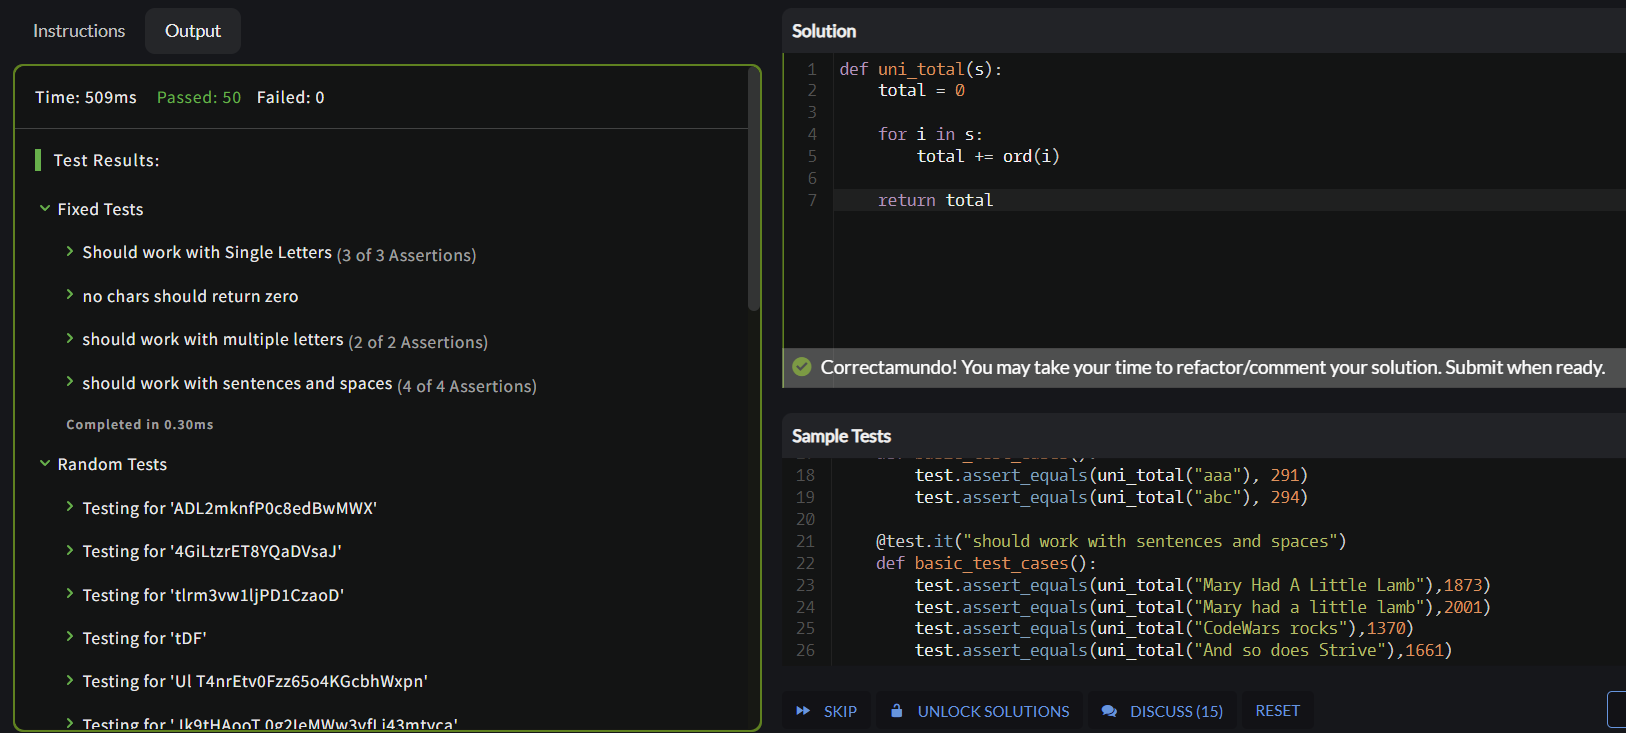 Instructions
Output
Time: 509ms Passed: 50 Failed: 0
Test Results:
Fixed Tests
Should work with Single Letters (3 of 3 Assertions)
no chars should return zero
should work with multiple letters (2 of 2 Assertions)
should work with sentences and spaces (4 of 4 Assertions)
Completed in 0.30ms
Random Tests
Testing for 'ADL2mknfP0c8edBwMWX'
Testing for '4GiLtzrET8YQaDVsaJ'
Testing for 'tlrm3vw1ljPD1CzaoD'
Testing for 'tDF'
Testing for 'Ul T4nrEtv0Fzz65o4KGcbhWxpn'
Testing for
Solution
1 def uni_total(s):
2     total = 0
3
4     for i in s:
5         total += ord(i)
6
7     return total
Correctamundo! You may take your time to refactor/comment your solution. Submit when ready.
Sample Tests
18         test.assert_equals(uni_total("aaa"), 291)
19         test.assert_equals(uni_total("abc"), 294)
20
21     @test.it("should work with sentences and spaces")
22     def basic_test_cases():
23         test.assert_equals(uni_total("Mary Had A Little Lamb"),1873)
24         test.assert_equals(uni_total("Mary had a little lamb"),2001)
25         test.assert_equals(uni_total("CodeWars rocks"),1370)
26         test.assert_equals(uni_total("And so does Strive"),1661)
SKIP
UNLOCK SOLUTIONS
DISCUSS (15)
RESET